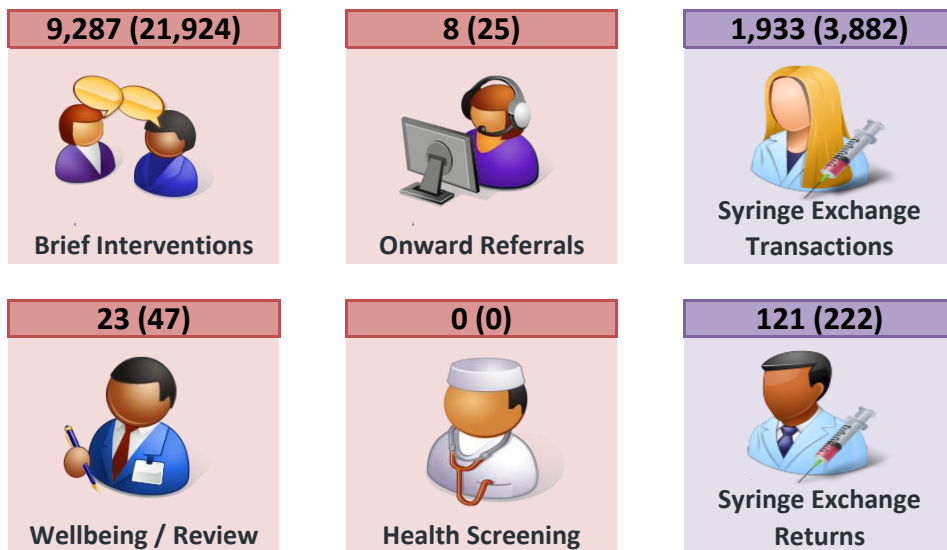 9,287 (21,924)
8 (25)
1,933 (3,882)
Brief Interventions
Onward Referrals
Syringe Exchange
Transactions
23 (47)
0 (0)
121 (222)
Wellbeing / Review
Health Screening
Syringe Exchange
Returns